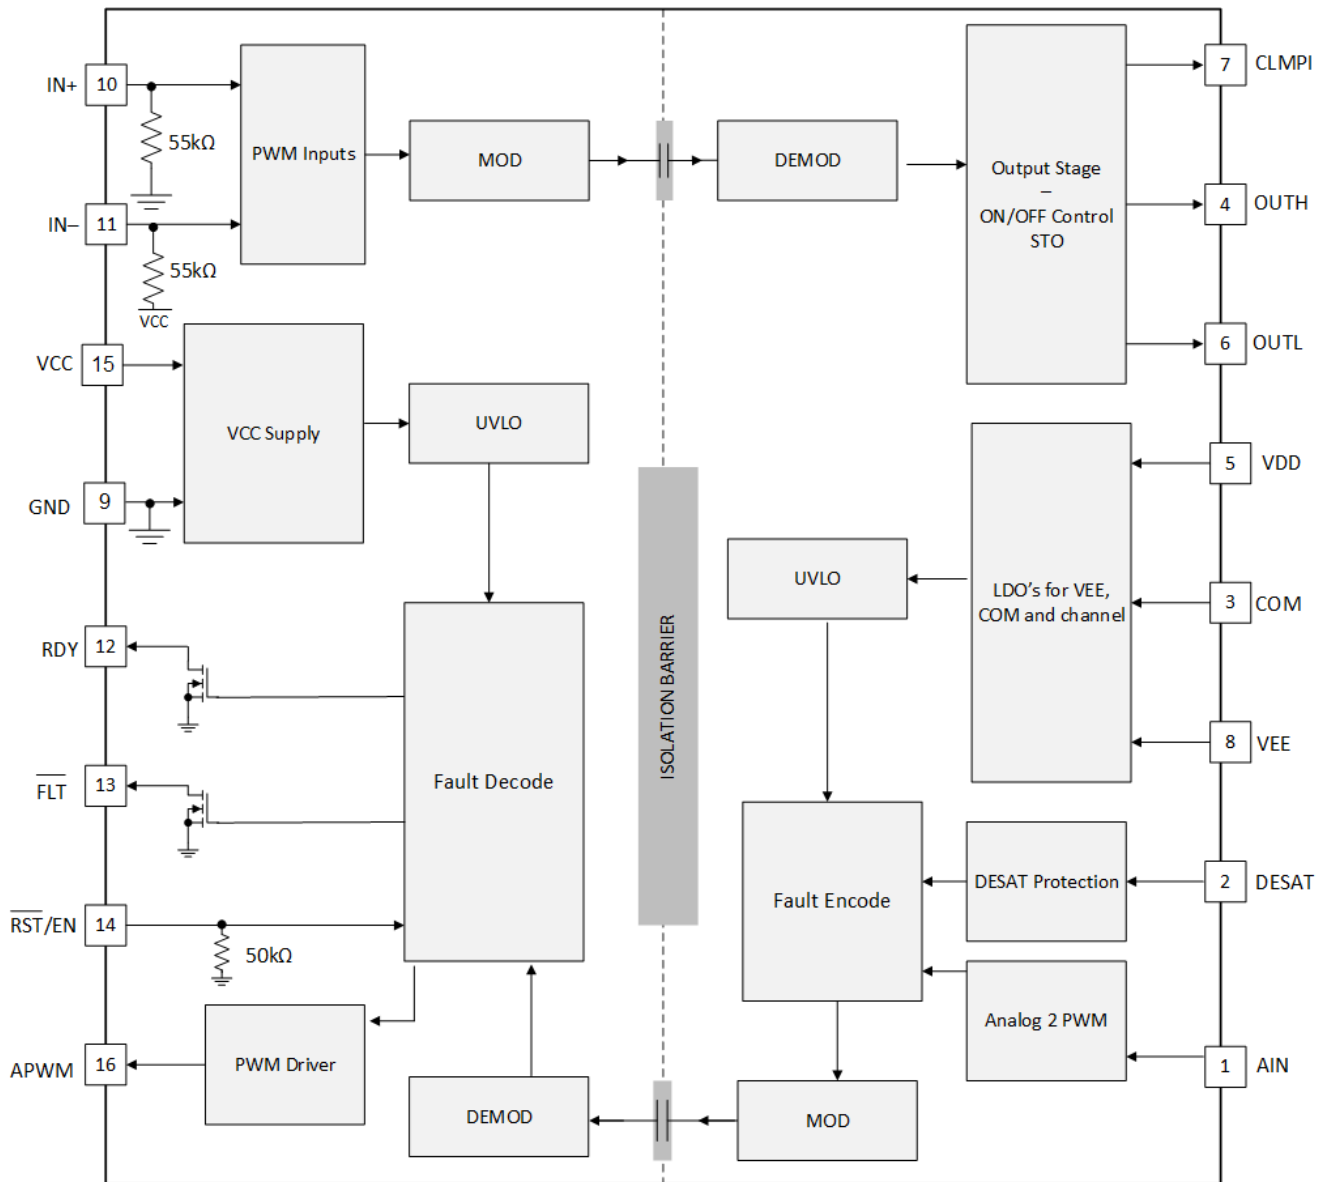 IN+
10
55kΩ
IN–
11
55kΩ
VCC
PWM Inputs
MOD
DEMOD
Output Stage
–
ON/OFF Control
STO
7
CLMPI
4
OUTH
6
OUTL
VCC
15
GND
9
VCC Supply
UVLO
ISOLATION BARRIER
UVLO
LDO's for VEE,
COM and channel
5
VDD
3
COM
8
VEE
RDY
12
FLT
13
RST/EN
14
50kΩ
Fault Decode
Fault Encode
DESAT Protection
2
DESAT
Analog 2 PWM
1
AIN
APWM
16
PWM Driver
DEMOD
MOD